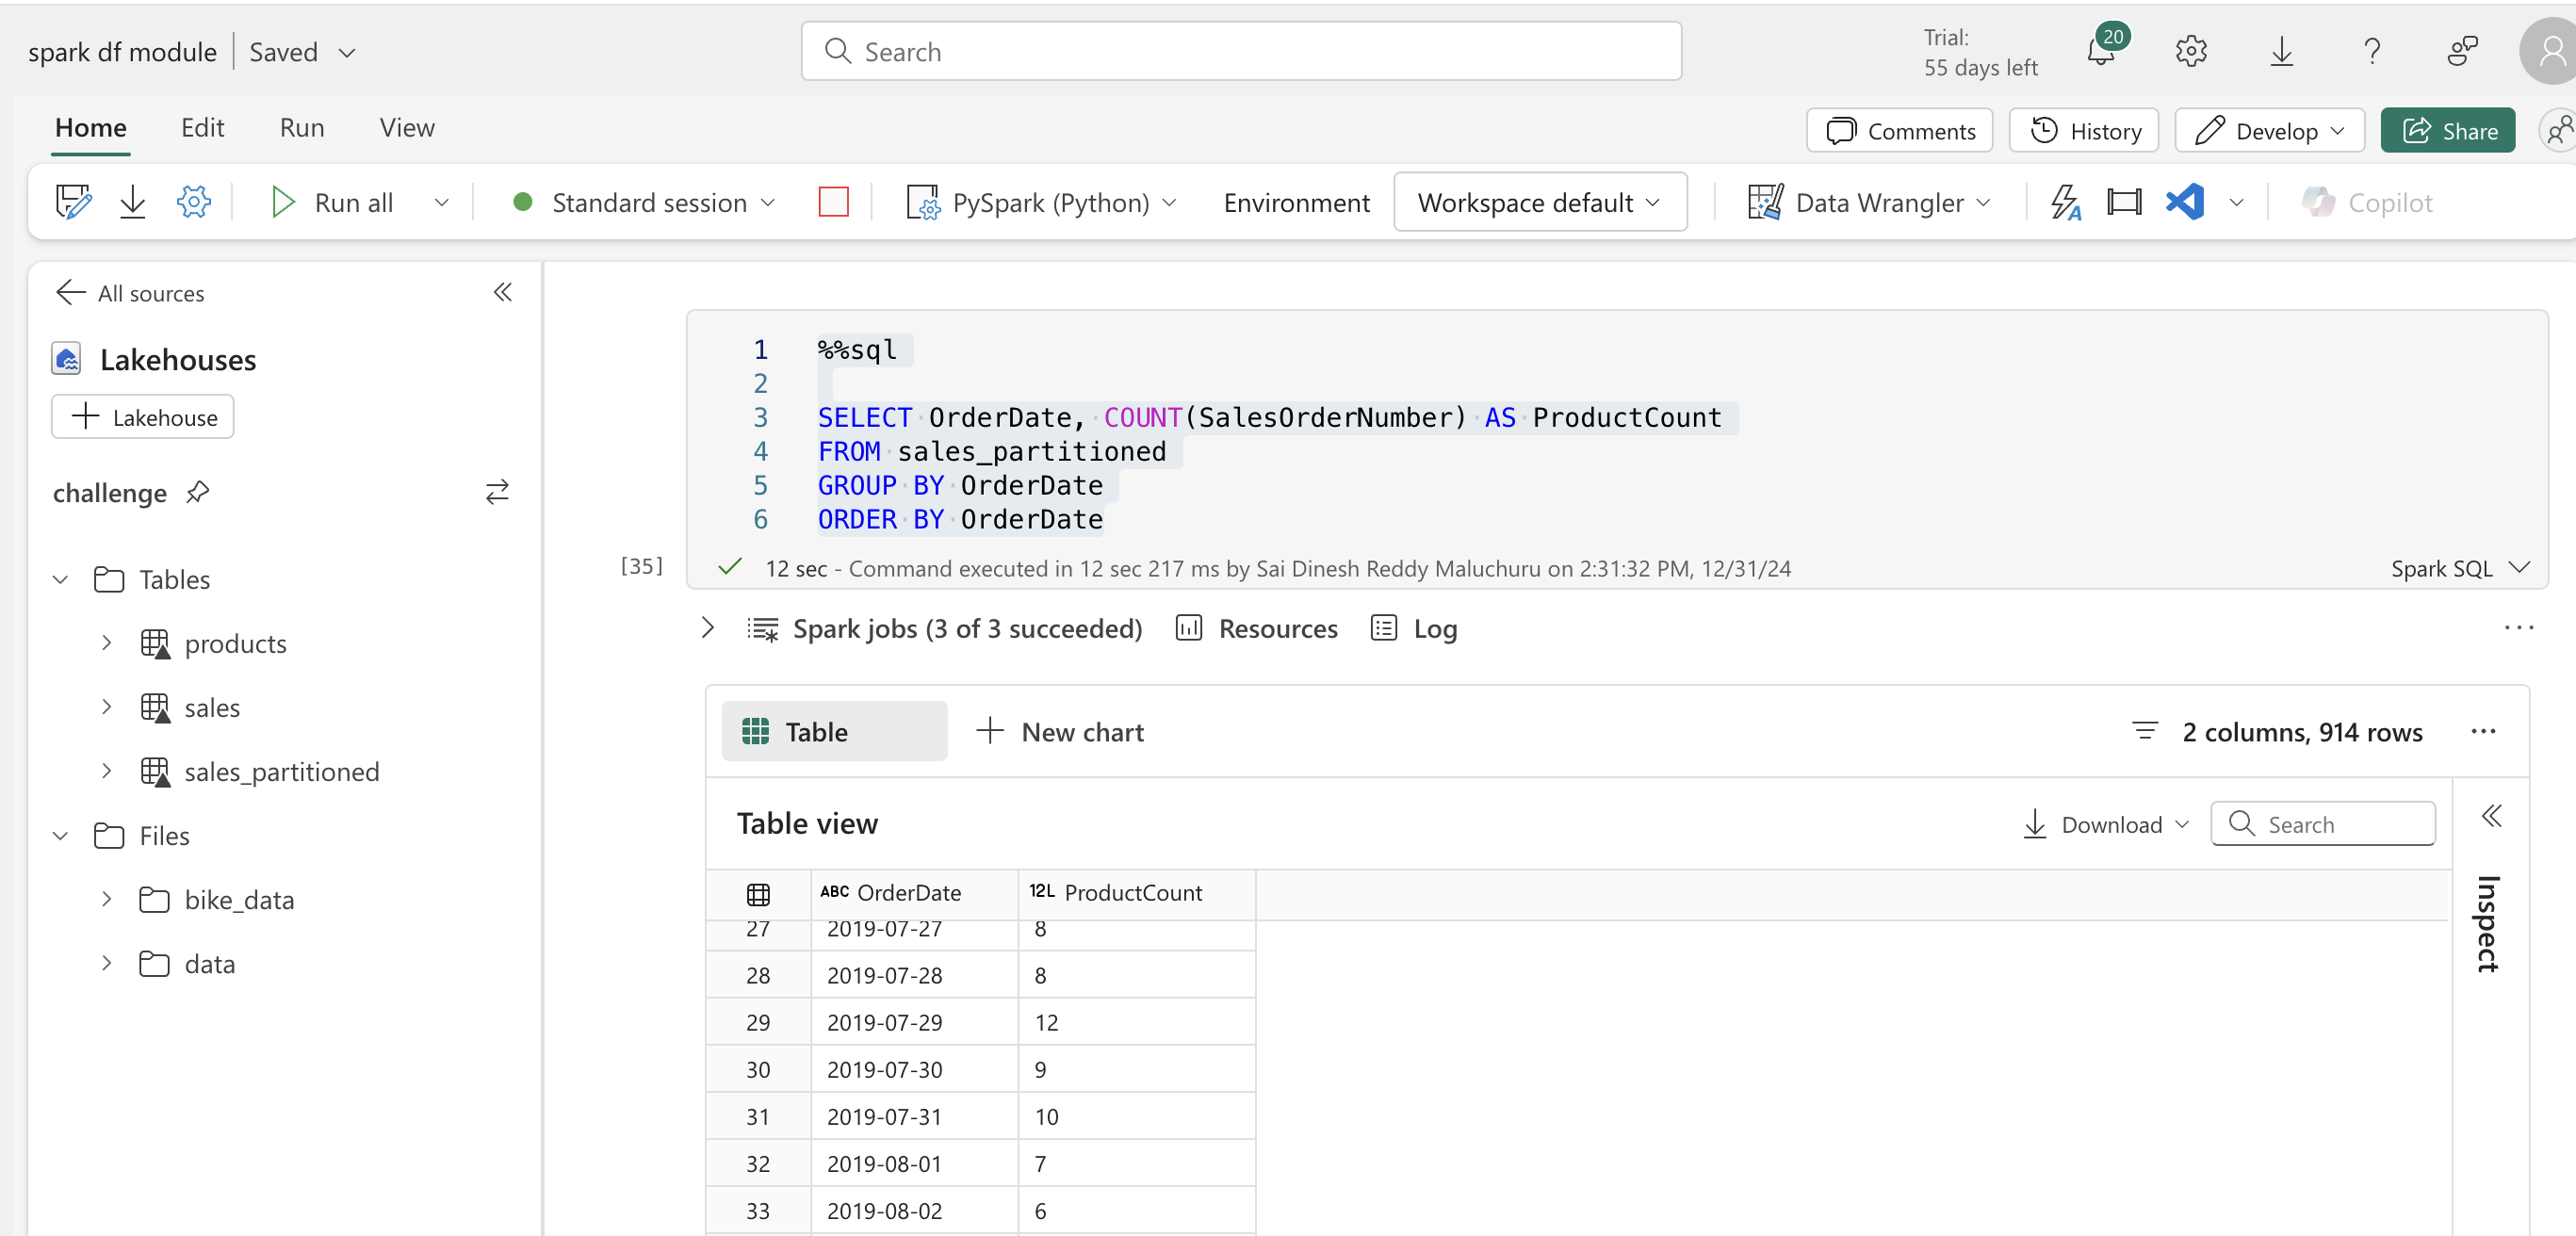 spark df module | Saved
Search
Trial:
55 days left
20
Home Edit Run View
Comments History Develop Share
Run all Standard session PySpark (Python) Environment Workspace default Data Wrangler Copilot
All sources
Lakehouses
+ Lakehouse
challenge
Tables
products
sales
sales_partitioned
Files
bike_data
data
1 %%sql
2
3 SELECT OrderDate, COUNT(SalesOrderNumber) AS ProductCount
4 FROM sales_partitioned
5 GROUP BY OrderDate
6 ORDER BY OrderDate
[35] 12 sec - Command executed in 12 sec 217 ms by Sai Dinesh Reddy Maluchuru on 2:31:32 PM, 12/31/24 Spark SQL
Spark jobs (3 of 3 succeeded) Resources Log
Table + New chart 2 columns, 914 rows
Table view Download Search
Inspect
ABC OrderDate 12L ProductCount
27 2019-07-27 8
28 2019-07-28 8
29 2019-07-29 12
30 2019-07-30 9
31 2019-07-31 10
32 2019-08-01 7
33 2019-08-02 6